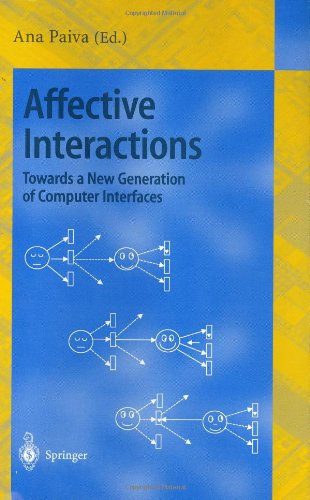 Ana Paiva (Ed.)
Affective
Interactions
Towards a New Generation
of Computer Interfaces
Springer